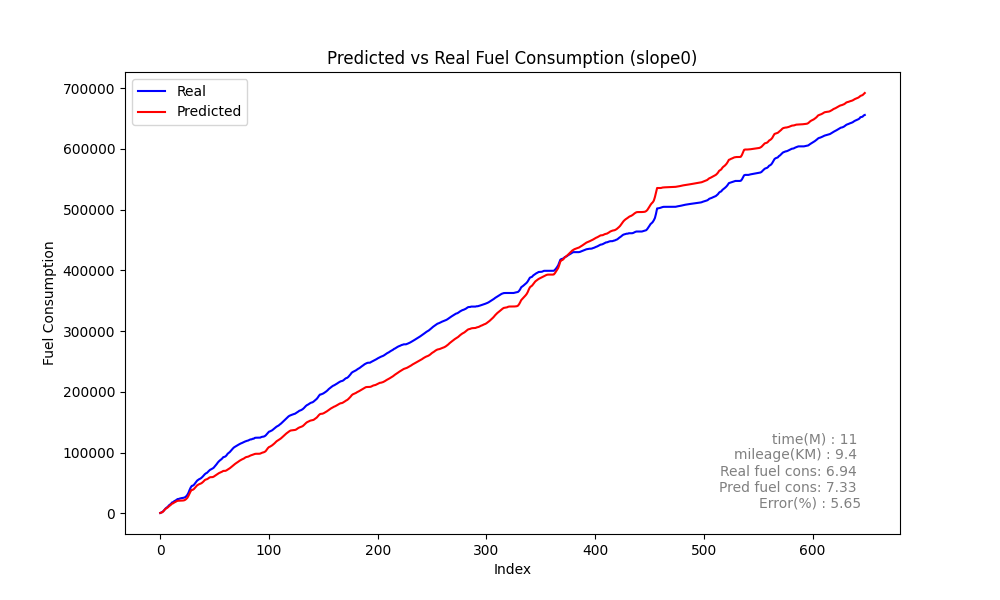 Predicted vs Real Fuel Consumption (slope0)
Real
Predicted
Fuel Consumption
700000
600000
500000
400000
300000
200000
100000
0
time(M) : 11
mileage(KM) : 9.4
Real fuel cons: 6.94
Pred fuel cons: 7.33
Error(%) : 5.65
0 100 200 300 400 500 600
Index